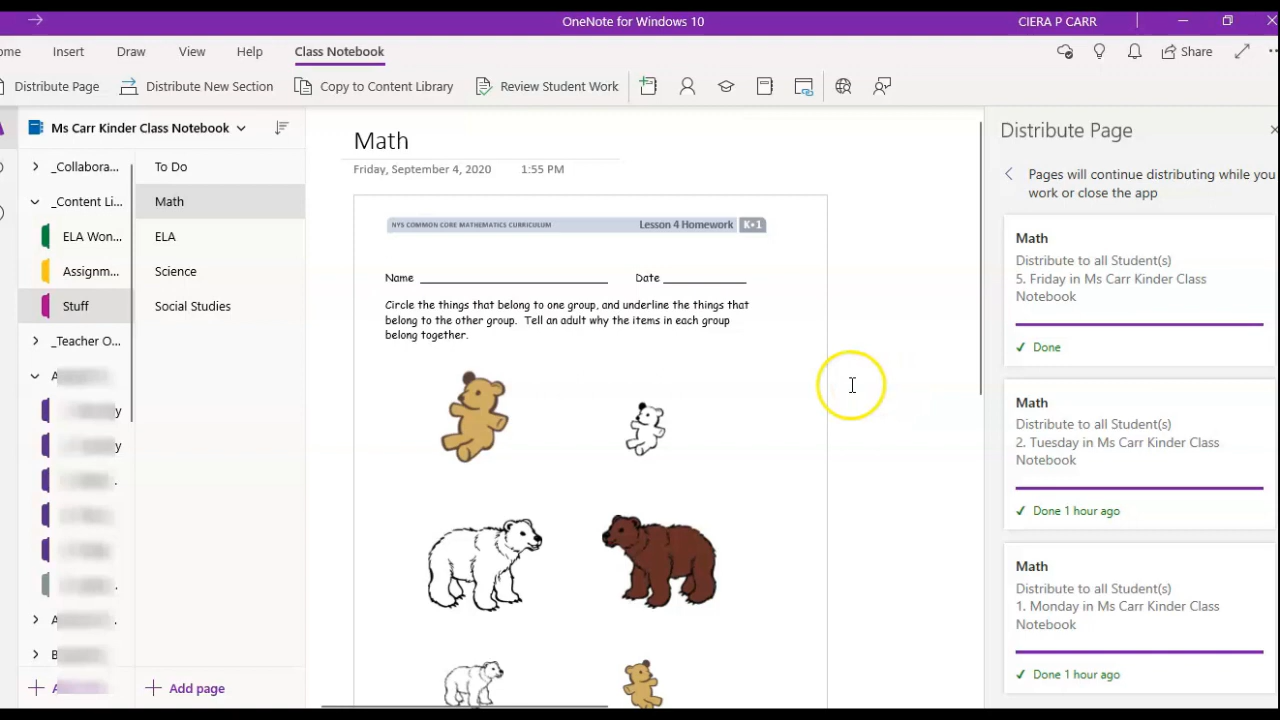 OneNote for Windows 10
CIERA P CARR
Insert
Draw
View
Help
Class Notebook
Share
Distribute Page
Distribute New Section
Copy to Content Library
Review Student Work
Ms Carr Kinder Class Notebook
_Collabora...
_Content Li...
ELA Won...
Assignm...
Stuff
_Teacher O...
A
y
y
A
B
To Do
Math
ELA
Science
Social Studies
Add page
Math
Friday, September 4, 2020
1:55 PM
NYS COMMON CORE MATHEMATICS CURRICULUM
Lesson 4 Homework
K•1
Name
Date
Circle the things that belong to one group, and underline the things that
belong to the other group. Tell an adult why the items in each group
belong together.
Distribute Page
Pages will continue distributing while you
work or close the app
Math
Distribute to all Student(s)
5. Friday in Ms Carr Kinder Class
Notebook
Done
Math
Distribute to all Student(s)
2. Tuesday in Ms Carr Kinder Class
Notebook
Done 1 hour ago
Math
Distribute to all Student(s)
1. Monday in Ms Carr Kinder Class
Notebook
Done 1 hour ago